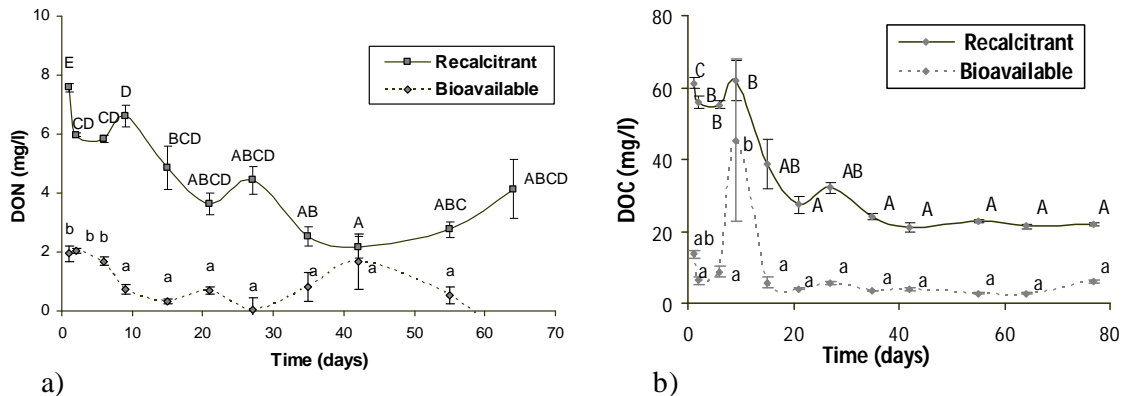 10
8
6
4
2
0
DON (mg/l)
Recalcitrant
Bioavailable
E
CD
CD
D
BCD
ABCD
ABCD
AB
A
ABC
ABCD
b
b
b
a
a
a
a
a
a
a
0 10 20 30 40 50 60 70
Time (days)
a)
80
60
40
20
0
DOC (mg/l)
Recalcitrant
Bioavailable
C
B
B
B
AB
A
AB
A
A
A
A
A
ab
a
a
b
a
a
a
a
a
a
a
a
0 20 40 60 80
Time (days)
b)